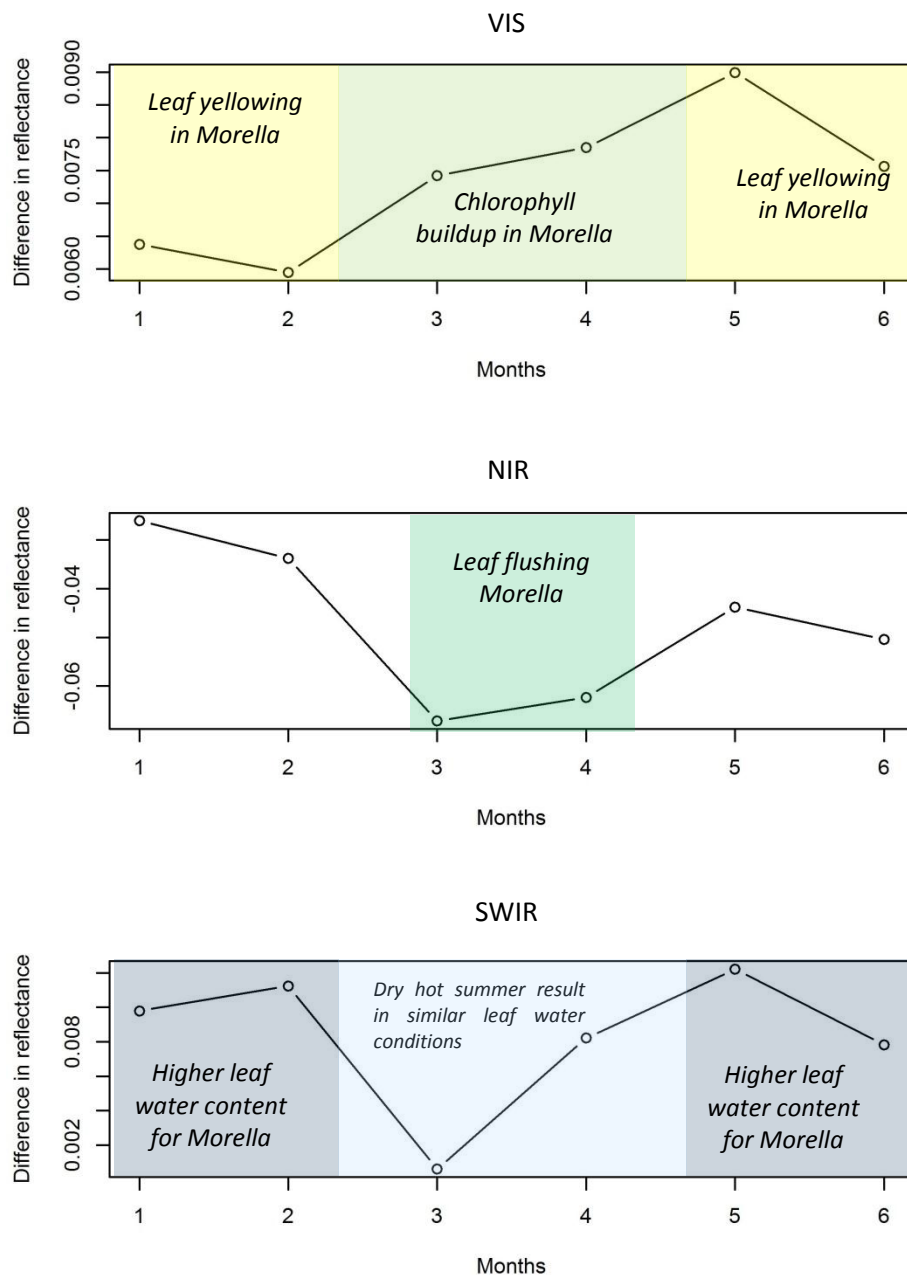 VIS
Difference in reflectance
0.0090
0.0075
0.0060
Leaf yellowing
in Morella
Chlorophyll
buildup in Morella
Leaf yellowing
in Morella
1 2 3 4 5 6
Months
NIR
Difference in reflectance
-0.04
-0.06
Leaf flushing
Morella
1 2 3 4 5 6
Months
SWIR
Difference in reflectance
0.008
0.002
Higher leaf
water content
for Morella
Dry hot summer result
in similar leaf water
conditions
Higher leaf
water content
for Morella
1 2 3 4 5 6
Months